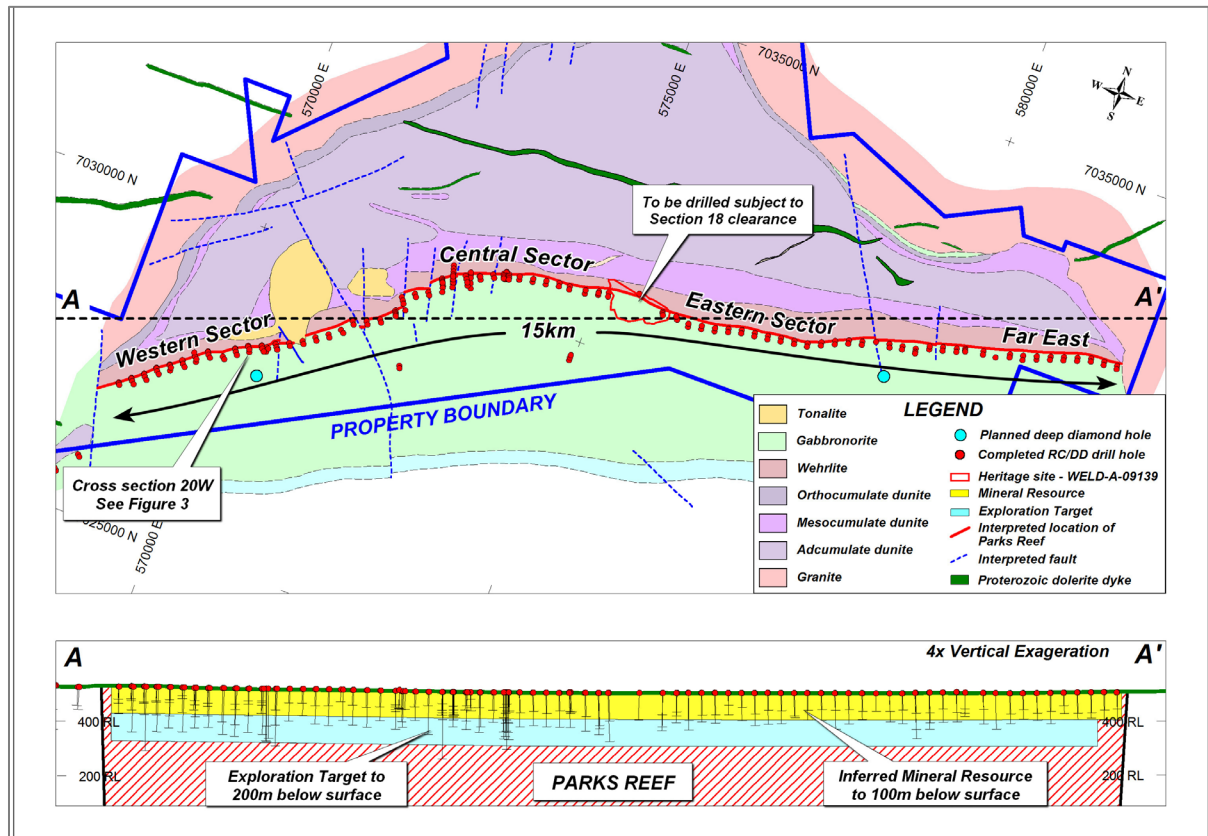 7035000 N
570000 E
575000 E
580000 E
N
W
E
S
7030000 N
7035000 N
To be drilled subject to
Section 18 clearance
Central Sector
A
A'
Western Sector
15km
Eastern Sector
Far East
PROPERTY BOUNDARY
Cross section 20W
See Figure 3
25000 N
570000 E
LEGEND
Tonalite
Gabbronorite
Wehrlite
Orthocumulate dunite
Mesocumulate dunite
Adcumulate dunite
Granite
Planned deep diamond hole
Completed RC/DD drill hole
Heritage site - WELD-A-09139
Mineral Resource
Exploration Target
Interpreted location of
Parks Reef
Interpreted fault
Proterozoic dolerite dyke
A
4x Vertical Exageration
A'
400 RL
400 RL
200 RL
200 RL
Exploration Target to
200m below surface
PARKS REEF
Inferred Mineral Resource
to 100m below surface